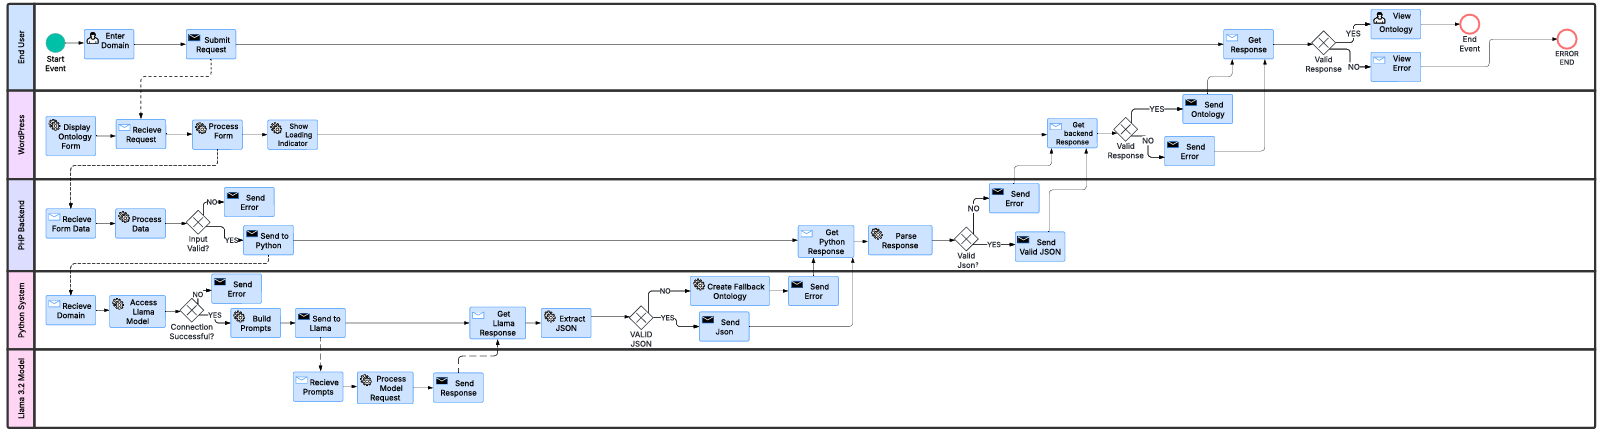 End User
Start
Event
Enter
Domain
Submit
Request
Get
Response
Valid
Response
YES
NO
View
Ontology
View
Error
End
Event
ERROR
END
WordPress
Display
Ontology
Form
Recieve
Request
Process
Form
Show
Loading
Indicator
Get
backend
Response
Valid
Response
YES
NO
Send
Ontology
Send
Error
PHP Backend
Recieve
Form Data
Process
Data
Input
Valid?
NO
YES
Send
Error
Send to
Python
Get
Python
Response
Parse
Response
Valid
Json?
NO
YES
Send
Error
Send
Valid JSON
Python System
Recieve
Domain
Access
Llama
Model
Connection
Successful?
NO
YES
Send
Error
Build
Prompts
Send to
Llama
Get
Llama
Response
Extract
JSON
VALID
JSON
NO
YES
Create Fallback
Ontology
Send
Error
Send
Json
Llama 3.2 Model
Recieve
Prompts
Process
Model
Request
Send
Response